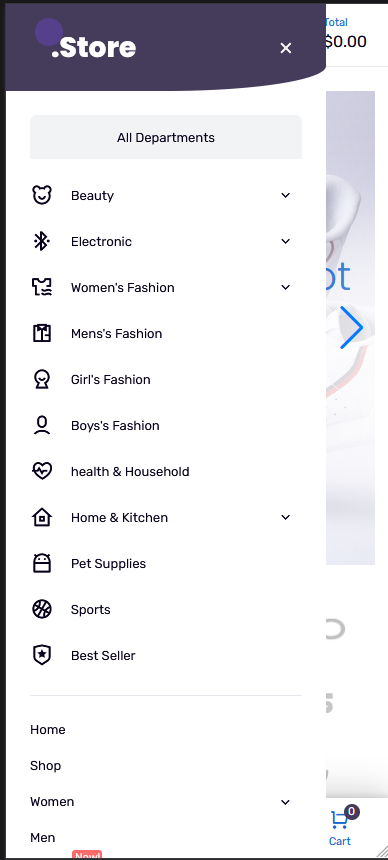 Total
.Store
$0.00
All Departments
Beauty
Electronic
Women's Fashion
Mens's Fashion
Girl's Fashion
Boys's Fashion
health & Household
Home & Kitchen
Pet Supplies
Sports
Best Seller
Home
Shop
Women
0
Men
Cart
New!